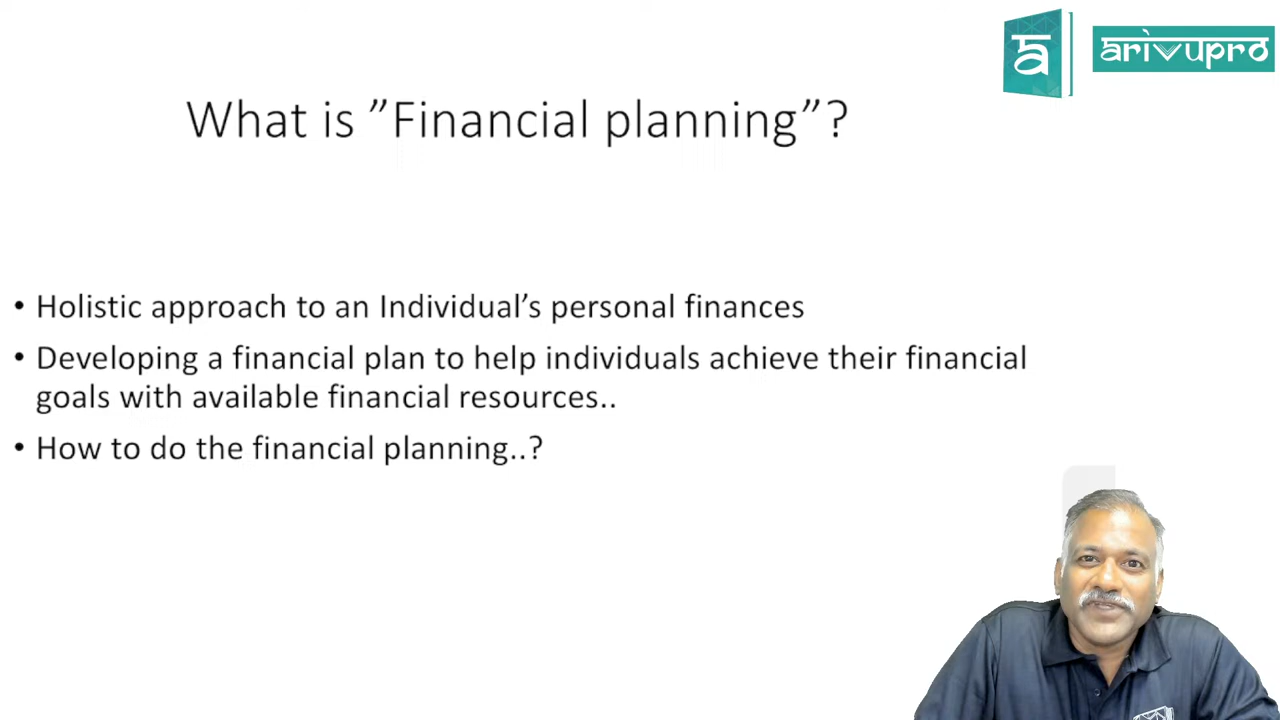 arivupro
What is ”Financial planning”?
• Holistic approach to an Individual’s personal finances
• Developing a financial plan to help individuals achieve their financial
goals with available financial resources..
• How to do the financial planning..?